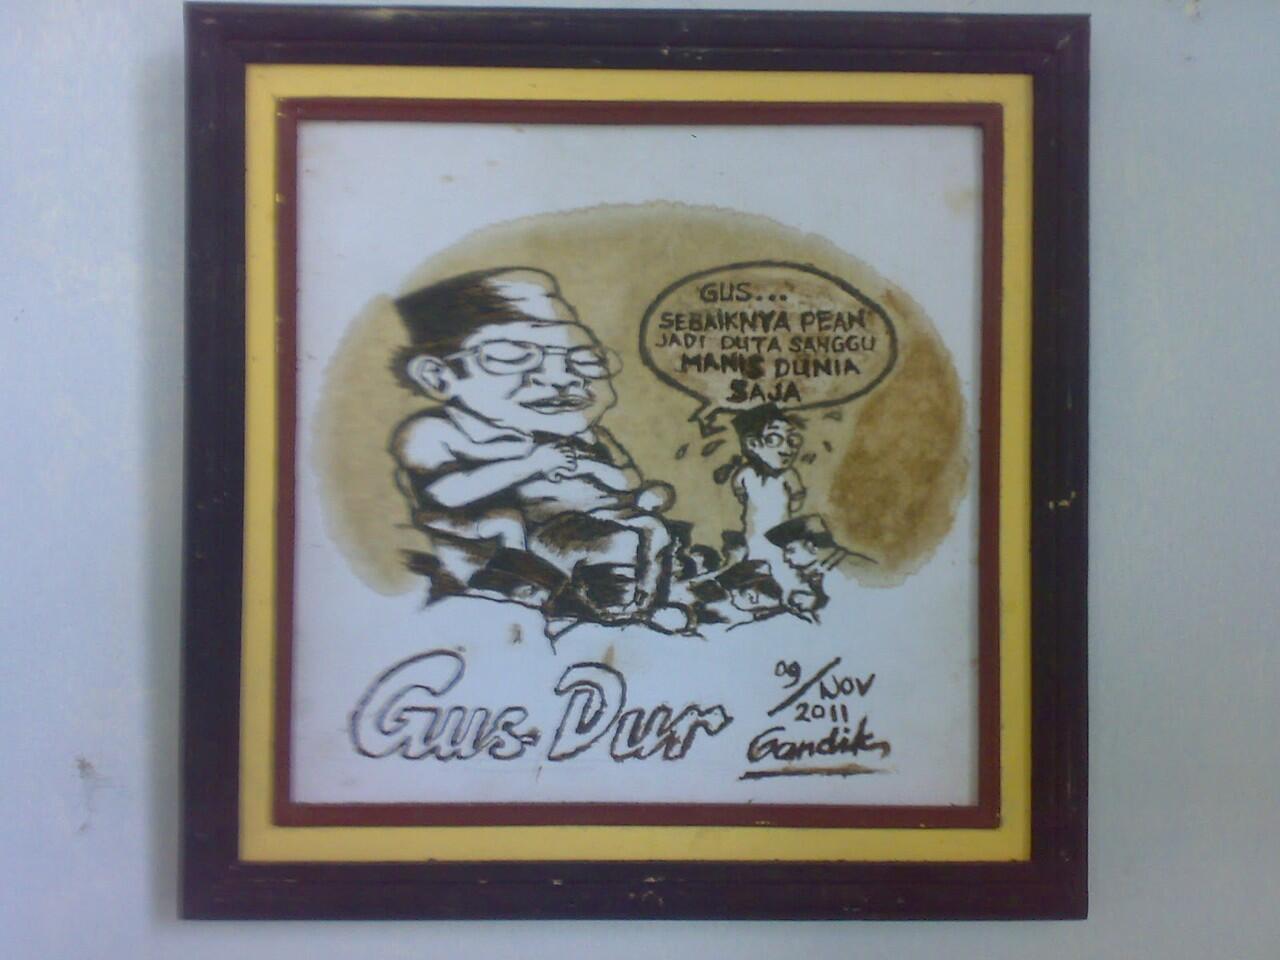 GUS...
SEBAIKNYA PEAN
JADI DUTA SANGGU
MANIS DUNIA
SAJA
Gus Dur
09/NOV
2011
Gandik